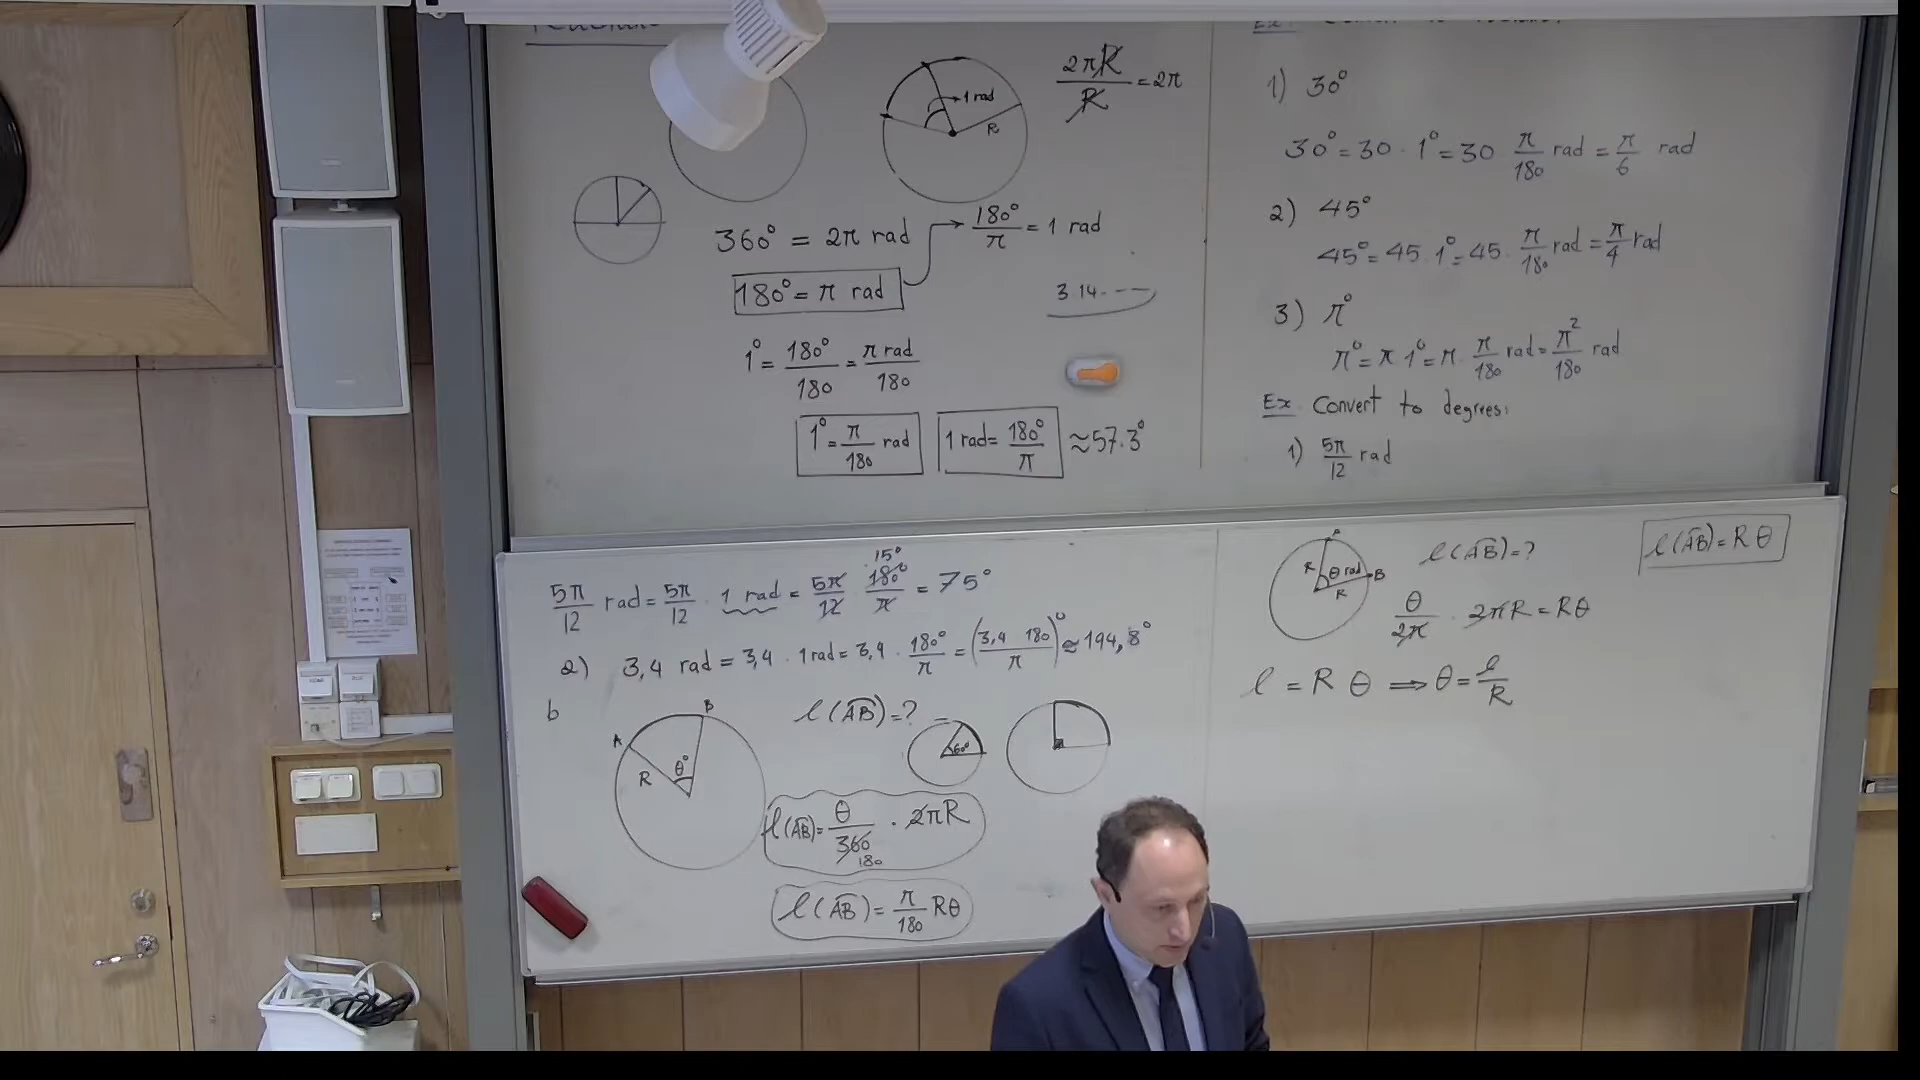 1 rad
R
2πR/R = 2π
360° = 2π rad
180° = π rad
180°/π = 1 rad
3.14...
1° = 180°/180 = π rad/180
1° = π/180 rad
1 rad = 180°/π ≈ 57.3°
1) 30°
30° = 30 · 1° = 30 · π/180 rad = π/6 rad
2) 45°
45° = 45 · 1° = 45 · π/180 rad = π/4 rad
3) π°
π° = π · 1° = π · π/180 rad = π²/180 rad
Ex. Convert to degrees:
1) 5π/12 rad
5π/12 rad = 5π/12 · 1 rad = 5π/12 · 180°/π = 75°
15°
2) 3,4 rad = 3,4 · 1 rad = 3,4 · 180°/π = (3,4 · 180/π)° ≈ 194,8°
b
A
B
R
θ°
l(AB) = ?
60°
l(AB) = θ/360 · 2πR
180
l(AB) = π/180 Rθ
R
θ rad
B
R
l(AB) = ?
l(AB) = Rθ
θ/2π · 2πR = Rθ
l = Rθ ⟹ θ = l/R